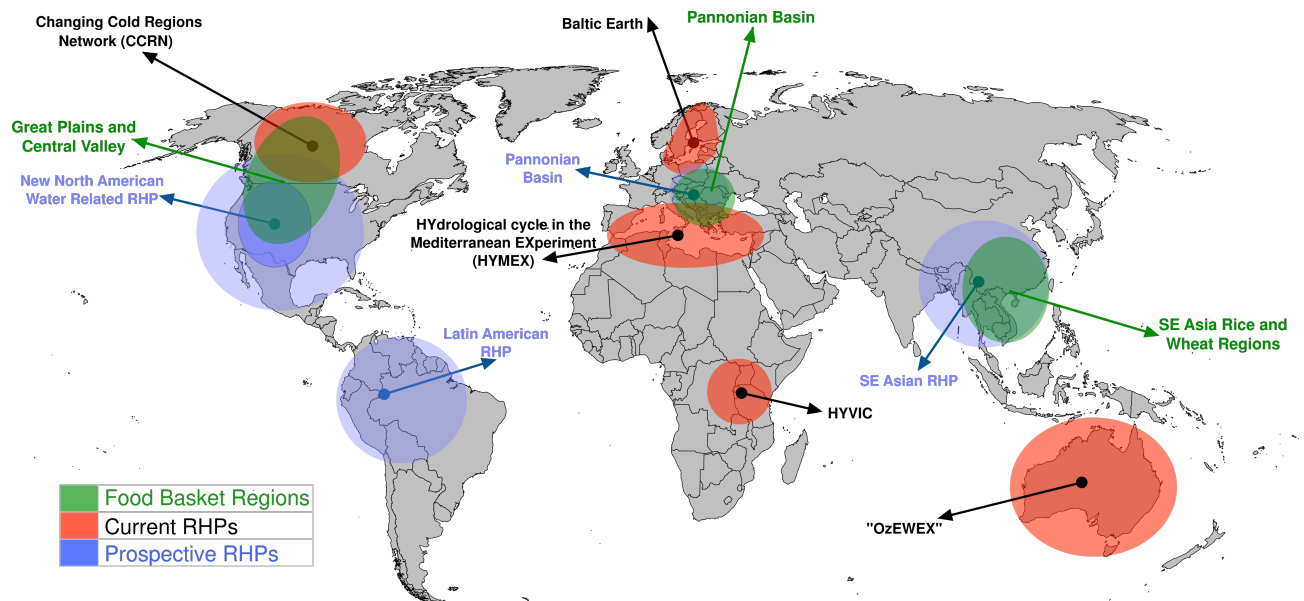 Changing Cold Regions
Network (CCRN)
Baltic Earth
Pannonian Basin
Great Plains and
Central Valley
New North American
Water Related RHP
Pannonian
Basin
HYdrological cycle in the
Mediterranean EXperiment
(HYMEX)
Latin American
RHP
SE Asia Rice and
Wheat Regions
SE Asian RHP
HYVIC
"OzEWEX"
Food Basket Regions
Current RHPs
Prospective RHPs